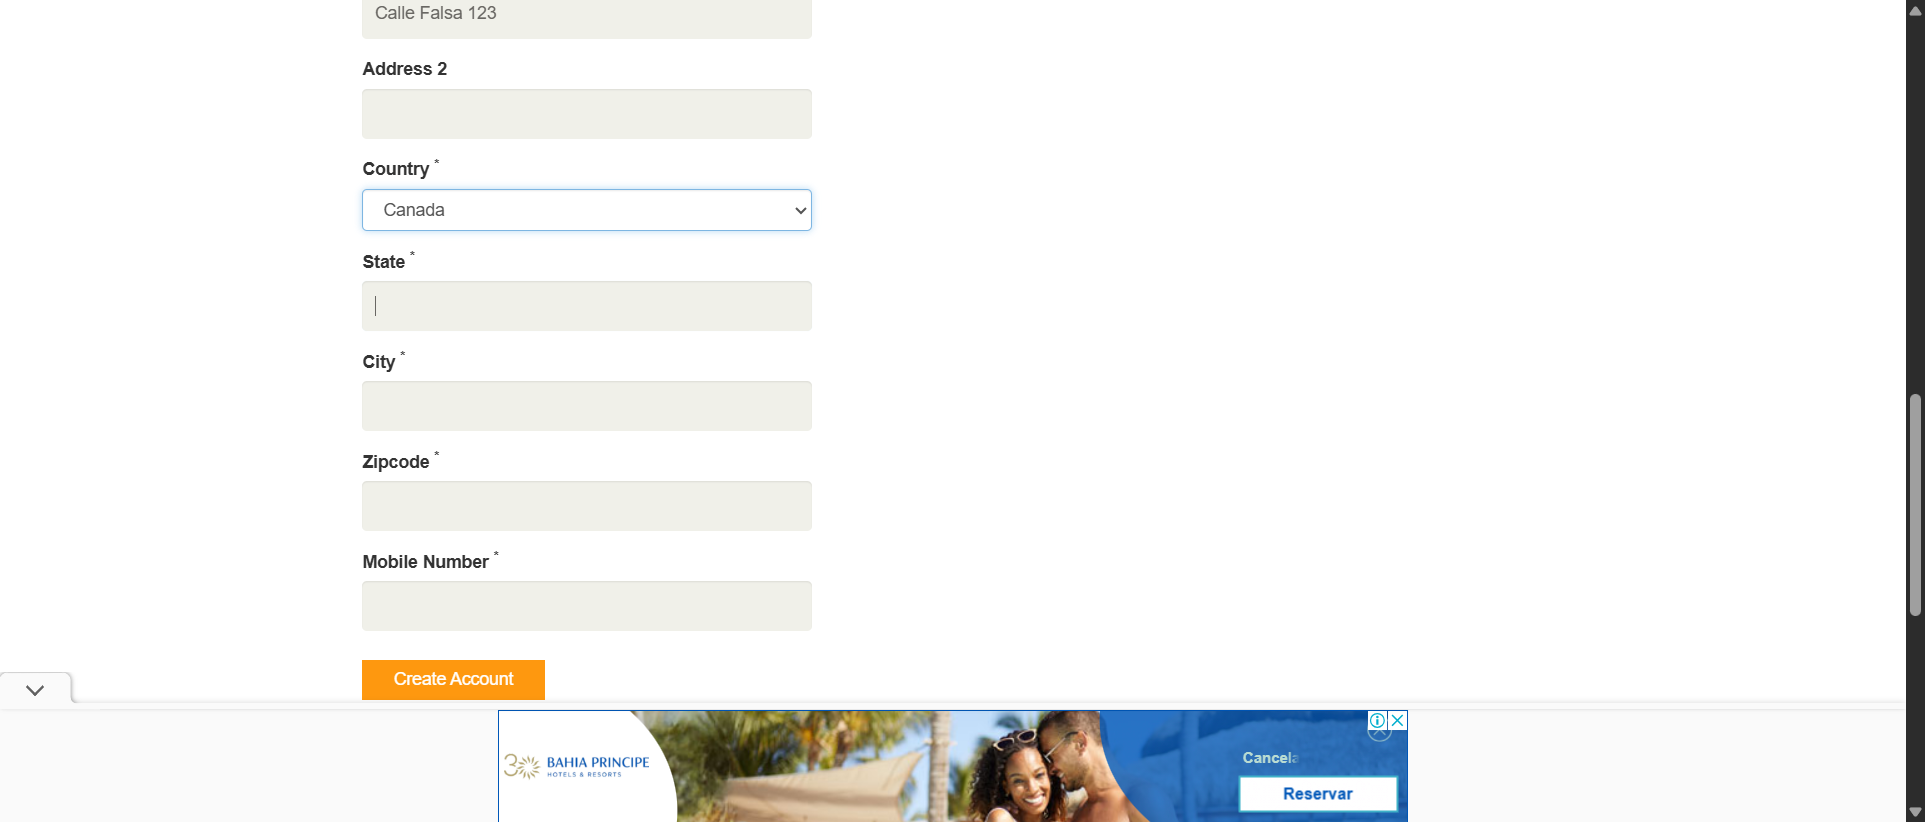 Calle Falsa 123
Address 2
Country *
Canada
State *
City *
Zipcode *
Mobile Number *
Create Account
30 BAHIA PRINCIPE
HOTELS & RESORTS
Cancela
Reservar